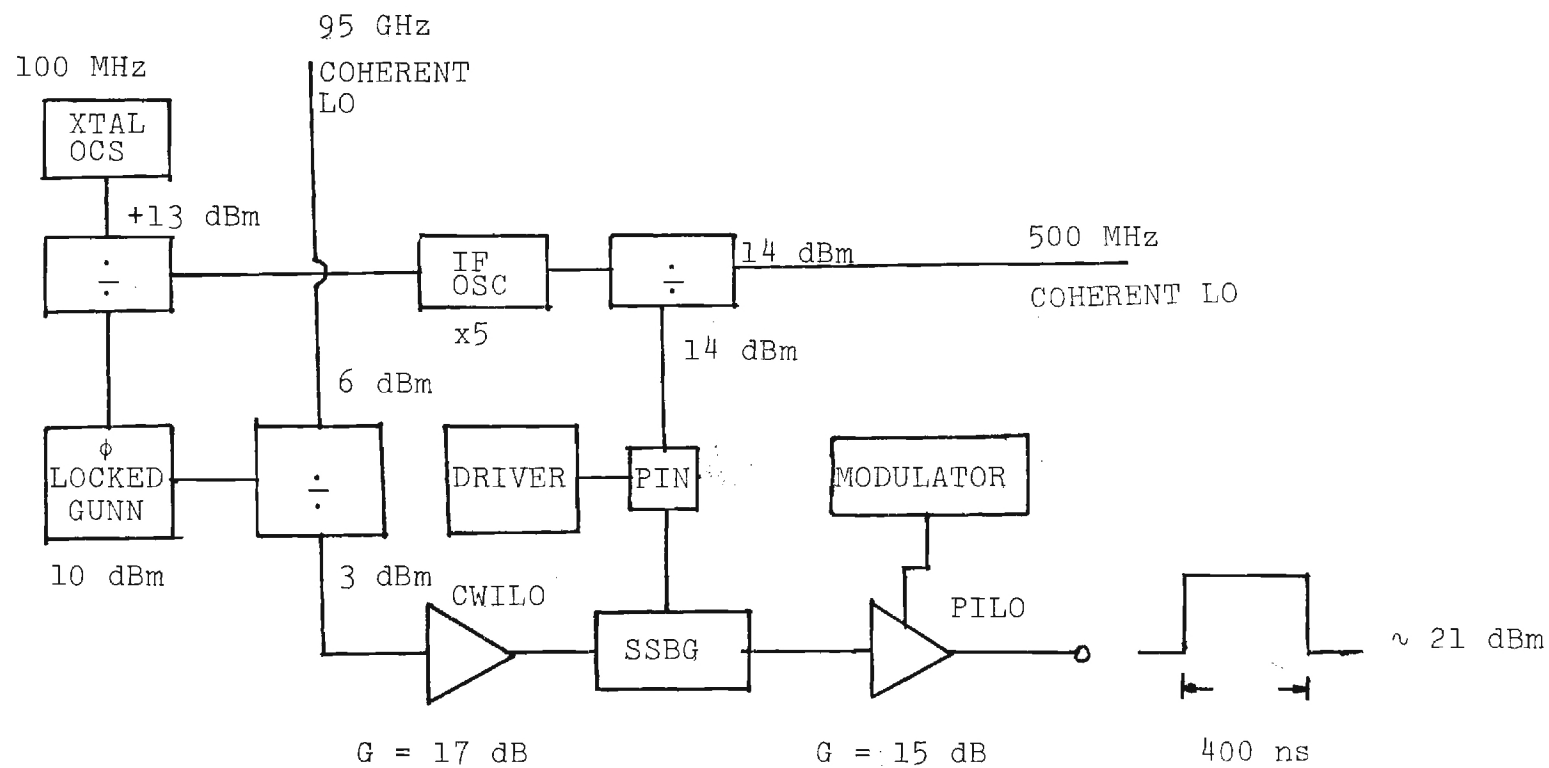 95 GHz
COHERENT
LO
100 MHz
XTAL
OCS
+13 dBm
÷
IF
OSC
x5
÷
14 dBm
500 MHz
COHERENT LO
14 dBm
6 dBm
ϕ
LOCKED
GUNN
10 dBm
÷
3 dBm
DRIVER
PIN
MODULATOR
CWILO
SSBG
PILO
~ 21 dBm
G = 17 dB
G = 15 dB
400 ns